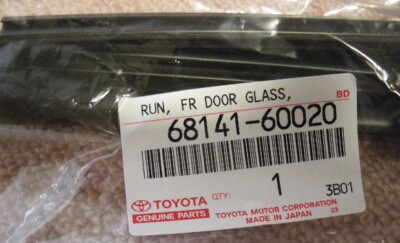 RUN, FR DOOR GLASS,
BD
68141-60020
TOYOTA
GENUINE PARTS
QTY:
1
3B01
TOYOTA MOTOR CORPORATION
MADE IN JAPAN 23